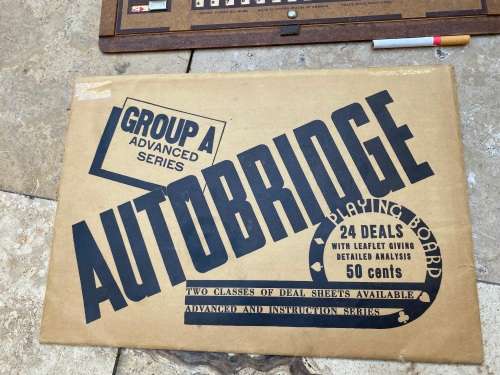 GROUP A
ADVANCED
SERIES
AUTOBRIDGE
PLAYING BOARD
24 DEALS
WITH LEAFLET GIVING
DETAILED ANALYSIS
50 cents
TWO CLASSES OF DEAL SHEETS AVAILABLE
ADVANCED AND INSTRUCTION SERIES